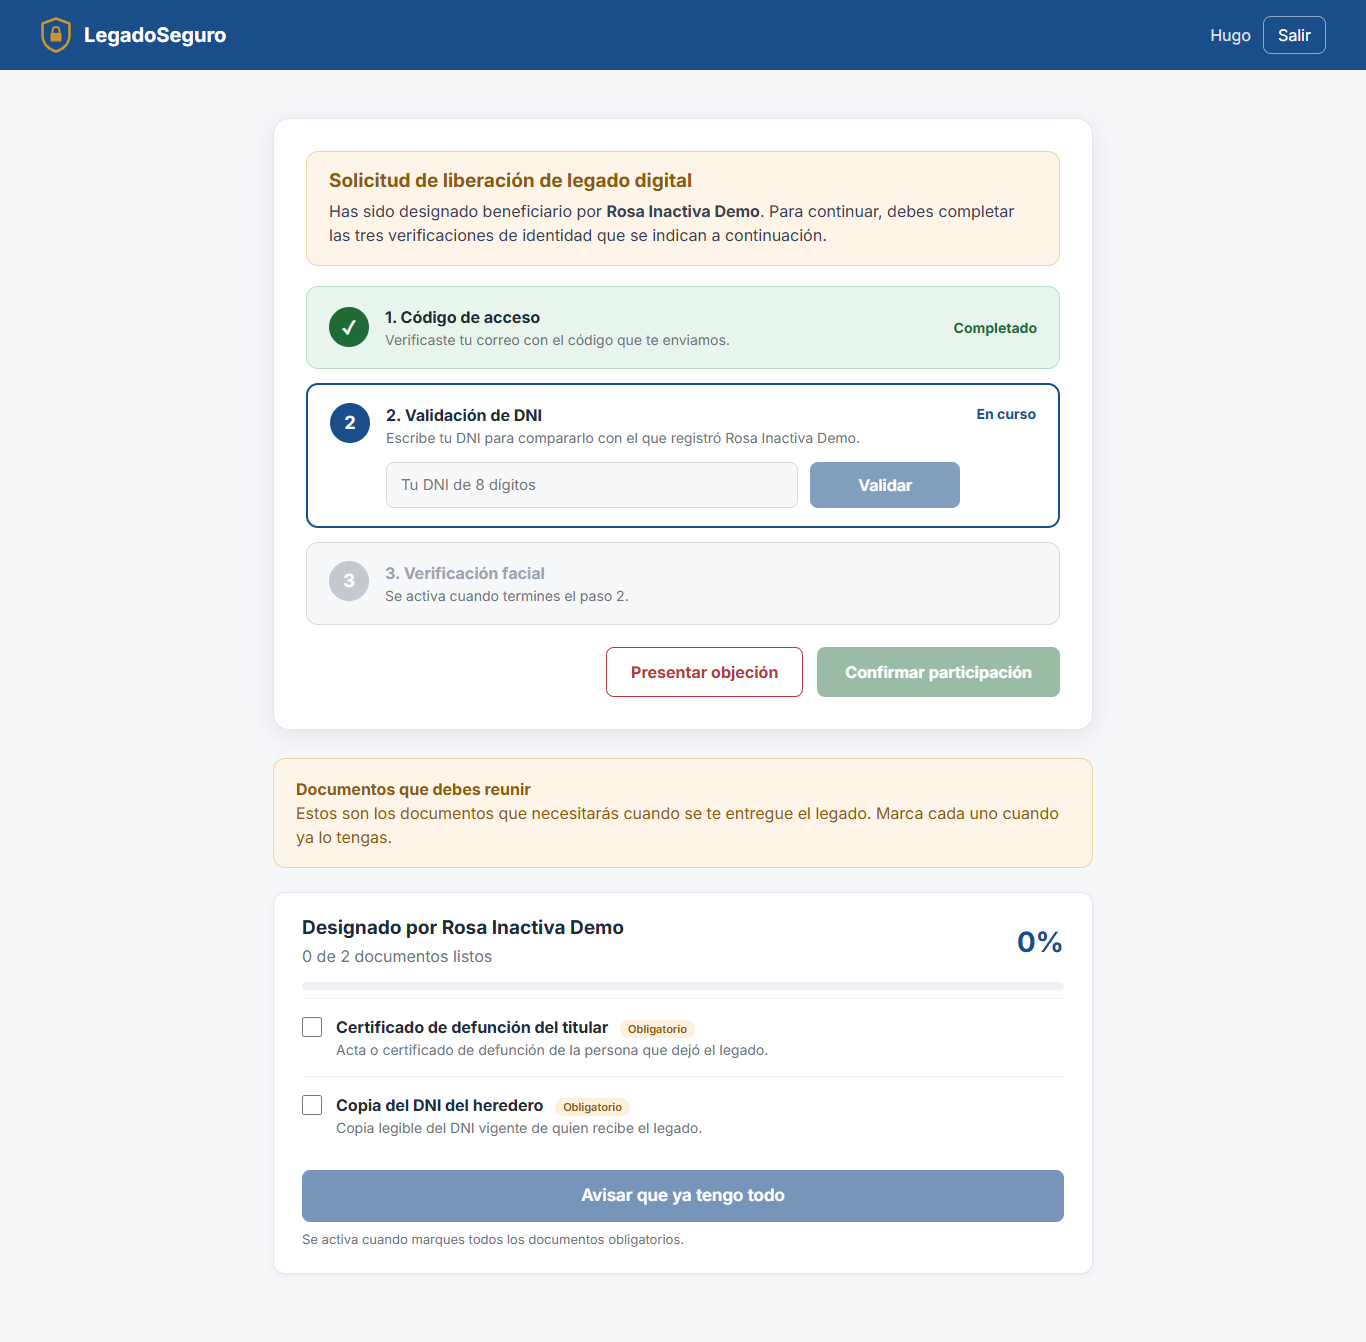 LegadoSeguro
Hugo
Salir
Solicitud de liberación de legado digital
Has sido designado beneficiario por Rosa Inactiva Demo. Para continuar, debes completar
las tres verificaciones de identidad que se indican a continuación.
1. Código de acceso
Verificaste tu correo con el código que te enviamos.
Completado
2
2. Validación de DNI
En curso
Escribe tu DNI para compararlo con el que registró Rosa Inactiva Demo.
Tu DNI de 8 dígitos
Validar
3
3. Verificación facial
Se activa cuando termines el paso 2.
Presentar objeción
Confirmar participación
Documentos que debes reunir
Estos son los documentos que necesitarás cuando se te entregue el legado. Marca cada uno cuando
ya lo tengas.
Designado por Rosa Inactiva Demo
0 de 2 documentos listos
0%
Certificado de defunción del titular Obligatorio
Acta o certificado de defunción de la persona que dejó el legado.
Copia del DNI del heredero Obligatorio
Copia legible del DNI vigente de quien recibe el legado.
Avisar que ya tengo todo
Se activa cuando marques todos los documentos obligatorios.